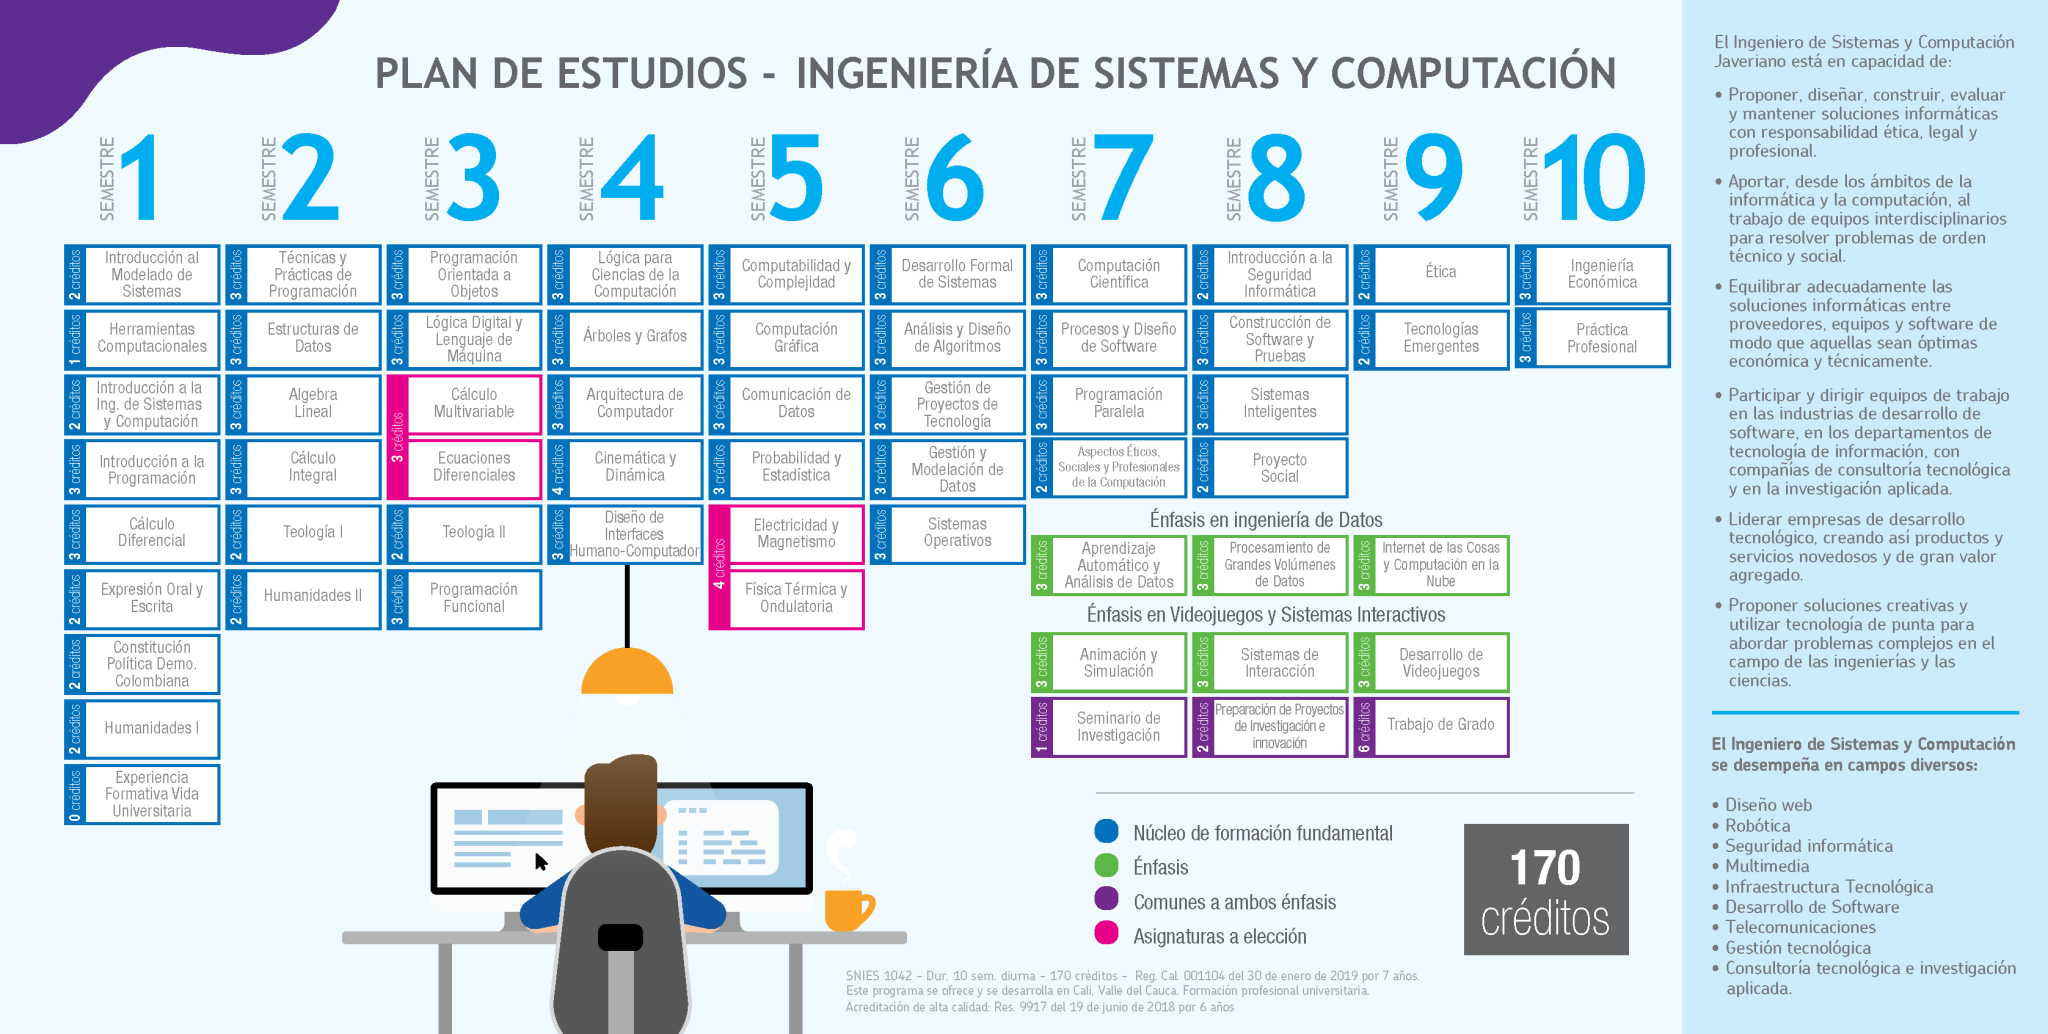 PLAN DE ESTUDIOS - INGENIERÍA DE SISTEMAS Y COMPUTACIÓN
SEMESTRE 1
2 créditos
Introducción al
Modelado de
Sistemas
1 créditos
Herramientas
Computacionales
2 créditos
Introducción a la
Ing. de Sistemas
y Computación
3 créditos
Introducción a la
Programación
3 créditos
Cálculo
Diferencial
2 créditos
Expresión Oral y
Escrita
2 créditos
Constitución
Política Demo.
Colombiana
2 créditos
Humanidades I
0 créditos
Experiencia
Formativa Vida
Universitaria
SEMESTRE 2
3 créditos
Técnicas y
Prácticas de
Programación
3 créditos
Estructuras de
Datos
3 créditos
Algebra
Lineal
3 créditos
Cálculo
Integral
2 créditos
Teología I
2 créditos
Humanidades II
SEMESTRE 3
3 créditos
Programación
Orientada a
Objetos
3 créditos
Lógica Digital y
Lenguaje de
Máquina
3 créditos
Cálculo
Multivariable
Ecuaciones
Diferenciales
2 créditos
Teología II
3 créditos
Programación
Funcional
SEMESTRE 4
3 créditos
Lógica para
Ciencias de la
Computación
3 créditos
Árboles y Grafos
3 créditos
Arquitectura de
Computador
4 créditos
Cinemática y
Dinámica
3 créditos
Diseño de
Interfaces
Humano-Computador
SEMESTRE 5
3 créditos
Computabilidad y
Complejidad
3 créditos
Computación
Gráfica
3 créditos
Comunicación de
Datos
3 créditos
Probabilidad y
Estadística
4 créditos
Electricidad y
Magnetismo
Física Térmica y
Ondulatoria
SEMESTRE 6
3 créditos
Desarrollo Formal
de Sistemas
3 créditos
Análisis y Diseño
de Algoritmos
3 créditos
Gestión de
Proyectos de
Tecnología
3 créditos
Gestión y
Modelación de
Datos
3 créditos
Sistemas
Operativos
SEMESTRE 7
3 créditos
Computación
Científica
3 créditos
Procesos y Diseño
de Software
3 créditos
Programación
Paralela
2 créditos
Aspectos Éticos,
Sociales y Profesionales
de la Computación
SEMESTRE 8
2 créditos
Introducción a la
Seguridad
Informática
3 créditos
Construcción de
Software y
Pruebas
3 créditos
Sistemas
Inteligentes
2 créditos
Proyecto
Social
SEMESTRE 9
2 créditos
Ética
2 créditos
Tecnologías
Emergentes
SEMESTRE 10
3 créditos
Ingeniería
Económica
3 créditos
Práctica
Profesional
Énfasis en ingeniería de Datos
3 créditos
Aprendizaje
Automático y
Análisis de Datos
3 créditos
Procesamiento de
Grandes Volúmenes
de Datos
3 créditos
Internet de las Cosas
y Computación en la
Nube
Énfasis en Videojuegos y Sistemas Interactivos
3 créditos
Animación y
Simulación
3 créditos
Sistemas de
Interacción
3 créditos
Desarrollo de
Videojuegos
1 créditos
Seminario de
Investigación
2 créditos
Preparación de Proyectos
de Investigación e
innovación
6 créditos
Trabajo de Grado
Núcleo de formación fundamental
Énfasis
Comunes a ambos énfasis
Asignaturas a elección
170
créditos
SNIES 1042 – Dur. 10 sem. diurna – 170 créditos – Reg. Cal. 001104 del 30 de enero de 2019 por 7 años.
Este programa se ofrece y se desarrolla en Cali, Valle del Cauca. Formación profesional universitaria.
Acreditación de alta calidad: Res. 9917 del 19 de junio de 2018 por 6 años
El Ingeniero de Sistemas y Computación
Javeriano está en capacidad de:
• Proponer, diseñar, construir, evaluar
y mantener soluciones informáticas
con responsabilidad ética, legal y
profesional.
• Aportar, desde los ámbitos de la
informática y la computación, al
trabajo de equipos interdisciplinarios
para resolver problemas de orden
técnico y social.
• Equilibrar adecuadamente las
soluciones informáticas entre
proveedores, equipos y software de
modo que aquellas sean óptimas
económica y técnicamente.
• Participar y dirigir equipos de trabajo
en las industrias de desarrollo de
software, en los departamentos de
tecnología de información, con
compañías de consultoría tecnológica
y en la investigación aplicada.
• Liderar empresas de desarrollo
tecnológico, creando así productos y
servicios novedosos y de gran valor
agregado.
• Proponer soluciones creativas y
utilizar tecnología de punta para
abordar problemas complejos en el
campo de las ingenierías y las
ciencias.
El Ingeniero de Sistemas y Computación
se desempeña en campos diversos:
• Diseño web
• Robótica
• Seguridad informática
• Multimedia
• Infraestructura Tecnológica
• Desarrollo de Software
• Telecomunicaciones
• Gestión tecnológica
• Consultoría tecnológica e investigación
aplicada.